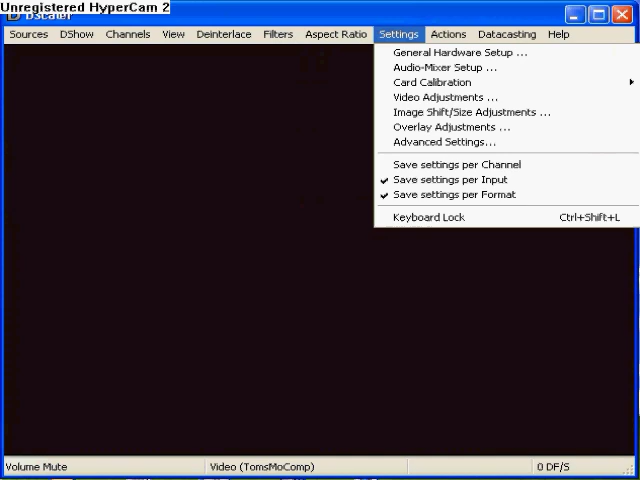 Unregistered HyperCam 2
DScaler
Sources DShow Channels View Deinterlace Filters Aspect Ratio Settings Actions Datacasting Help
General Hardware Setup ...
Audio-Mixer Setup ...
Card Calibration
Video Adjustments ...
Image Shift/Size Adjustments ...
Overlay Adjustments ...
Advanced Settings...
Save settings per Channel
Save settings per Input
Save settings per Format
Keyboard Lock Ctrl+Shift+L
Volume Mute Video (TomsMoComp) 0 DF/S